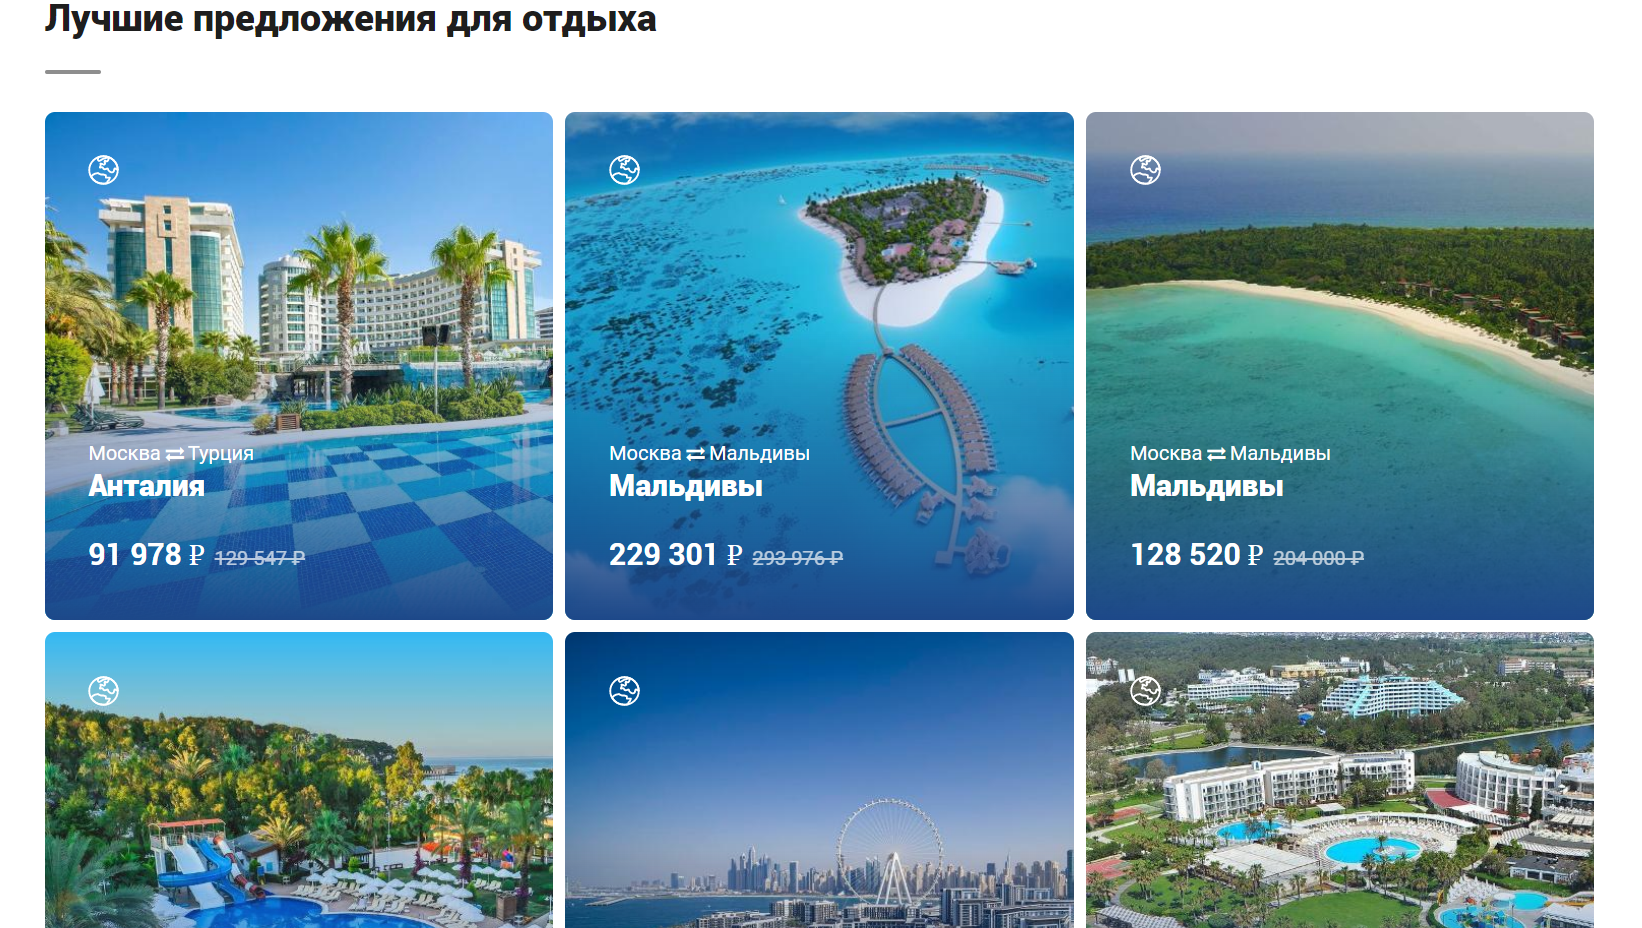 Лучшие предложения для отдыха
Москва ⇄ Турция
Анталия
91 978 ₽ 129 547 ₽
Москва ⇄ Мальдивы
Мальдивы
229 301 ₽ 293 976 ₽
Москва ⇄ Мальдивы
Мальдивы
128 520 ₽ 204 000 ₽